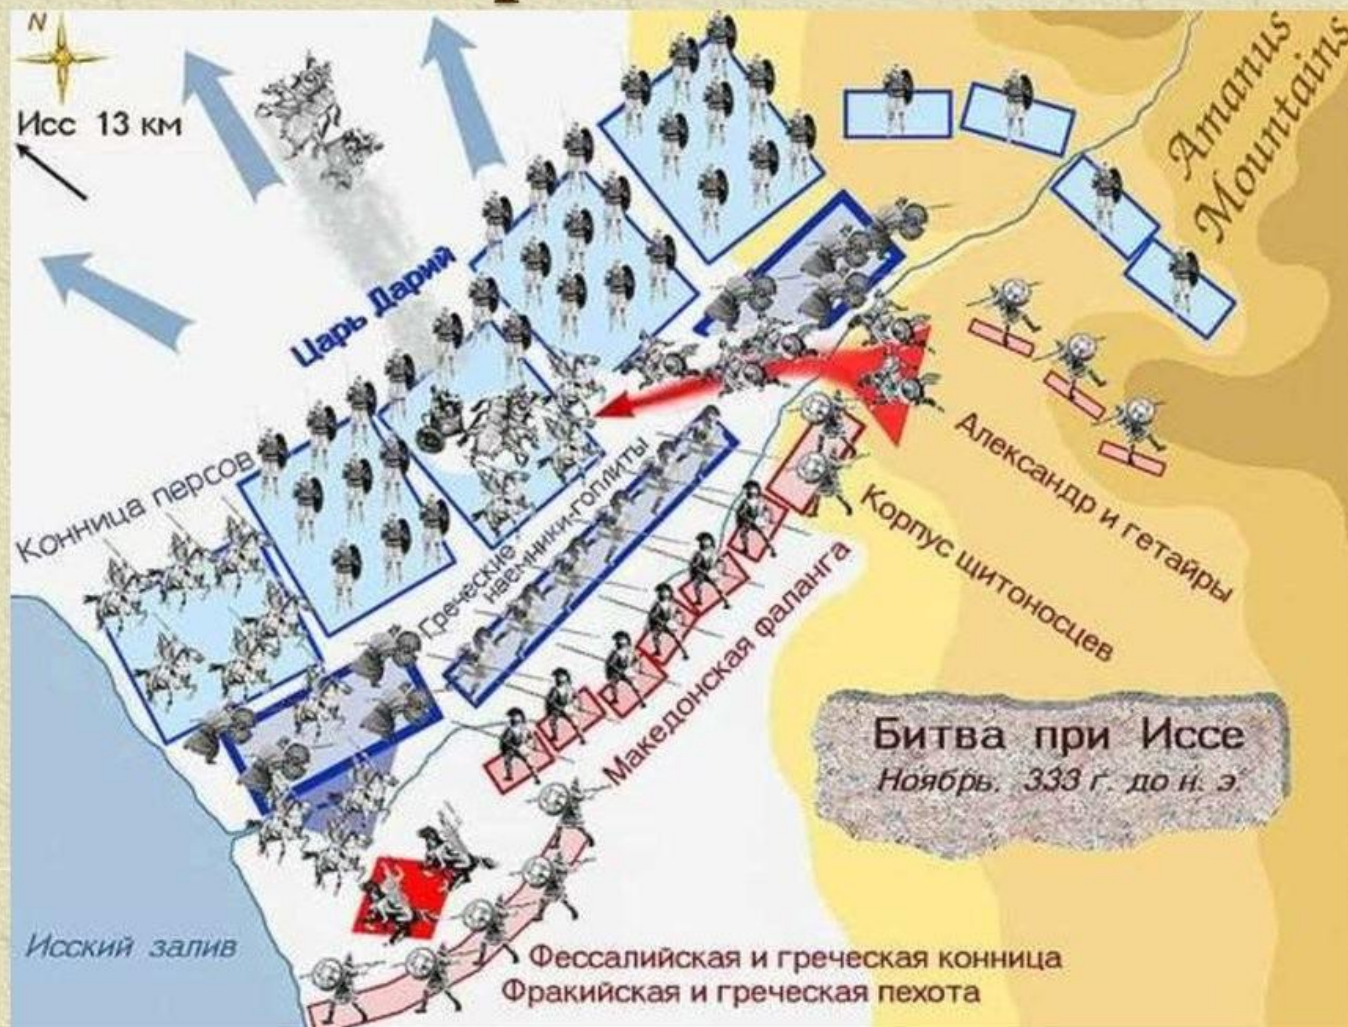 N
Исс 13 км
Amanus
Mountains
Царь Дарий
Конница персов
Греческие
наемники-гоплиты
Александр и гетайры
Корпус щитоносцев
Македонская фаланга
Битва при Иссе
Ноябрь. 333 г. до н. э.
Исский залив
Фессалийская и греческая конница
Фракийская и греческая пехота